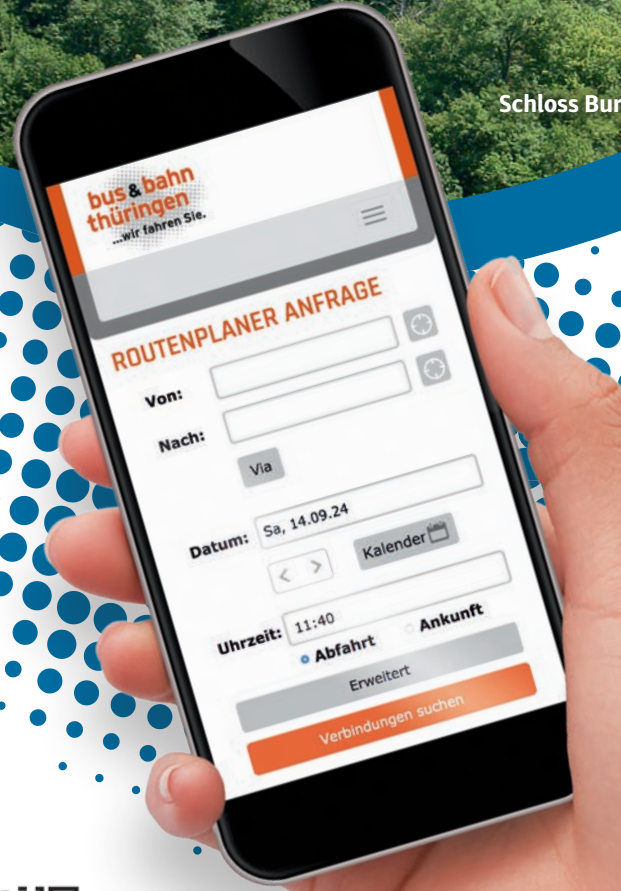 Schloss Bur
bus & bahn
thüringen
...wir fahren Sie.
ROUTENPLANER ANFRAGE
Von:
Nach:
Via
Datum: Sa, 14.09.24
< > Kalender
Uhrzeit: 11:40
Abfahrt Ankunft
Erweitert
Verbindungen suchen